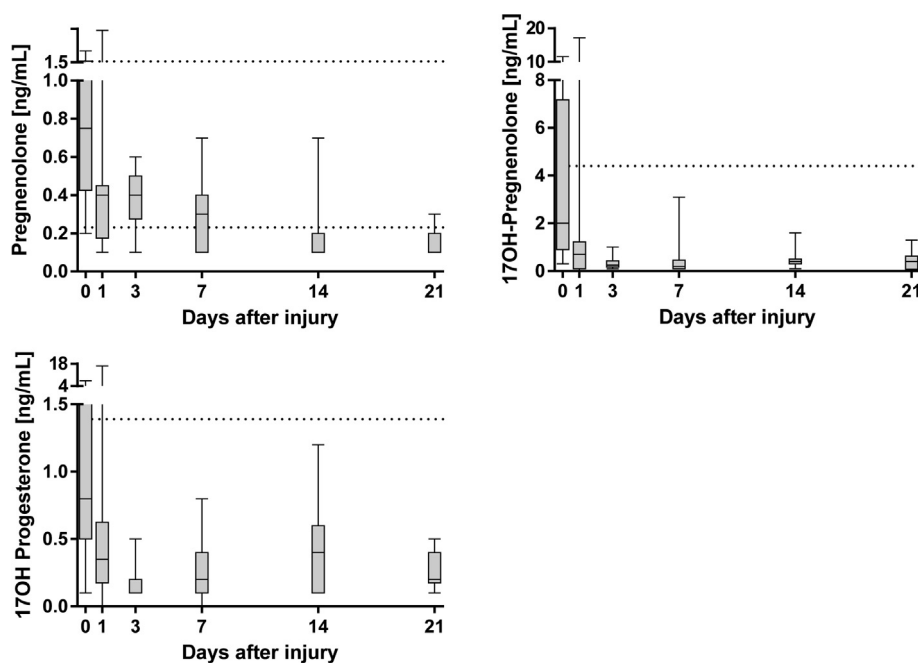 Pregnenolone [ng/mL]
1.5
1.0
0.8
0.6
0.4
0.2
0.0
0 1 3 7 14 21
Days after injury
17OH-Pregnenolone [ng/mL]
20
10
8
6
4
2
0
0 1 3 7 14 21
Days after injury
17OH Progesterone [ng/mL]
18
4
1.5
1.0
0.5
0.0
0 1 3 7 14 21
Days after injury